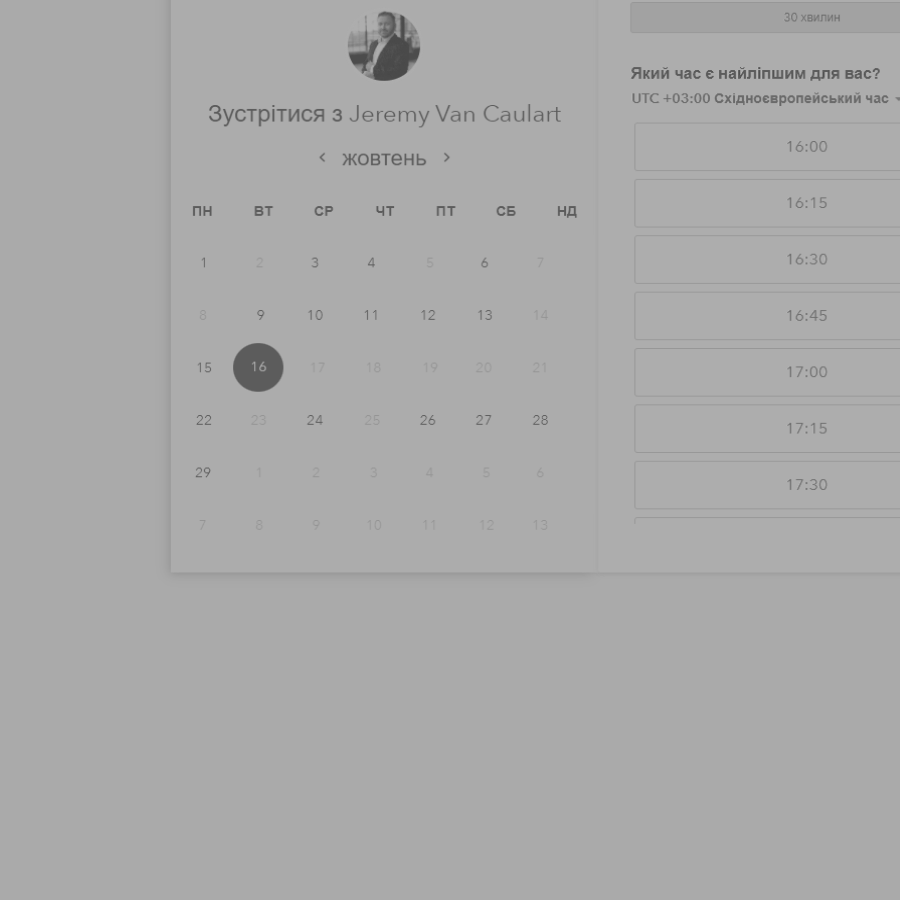 Зустрітися з Jeremy Van Caulart
жовтень
ПН ВТ СР ЧТ ПТ СБ НД
1 2 3 4 5 6 7
8 9 10 11 12 13 14
15 16 17 18 19 20 21
22 23 24 25 26 27 28
29 1 2 3 4 5 6
7 8 9 10 11 12 13
30 хвилин
Який час є найліпшим для вас?
UTC +03:00 Східноєвропейський час
16:00
16:15
16:30
16:45
17:00
17:15
17:30